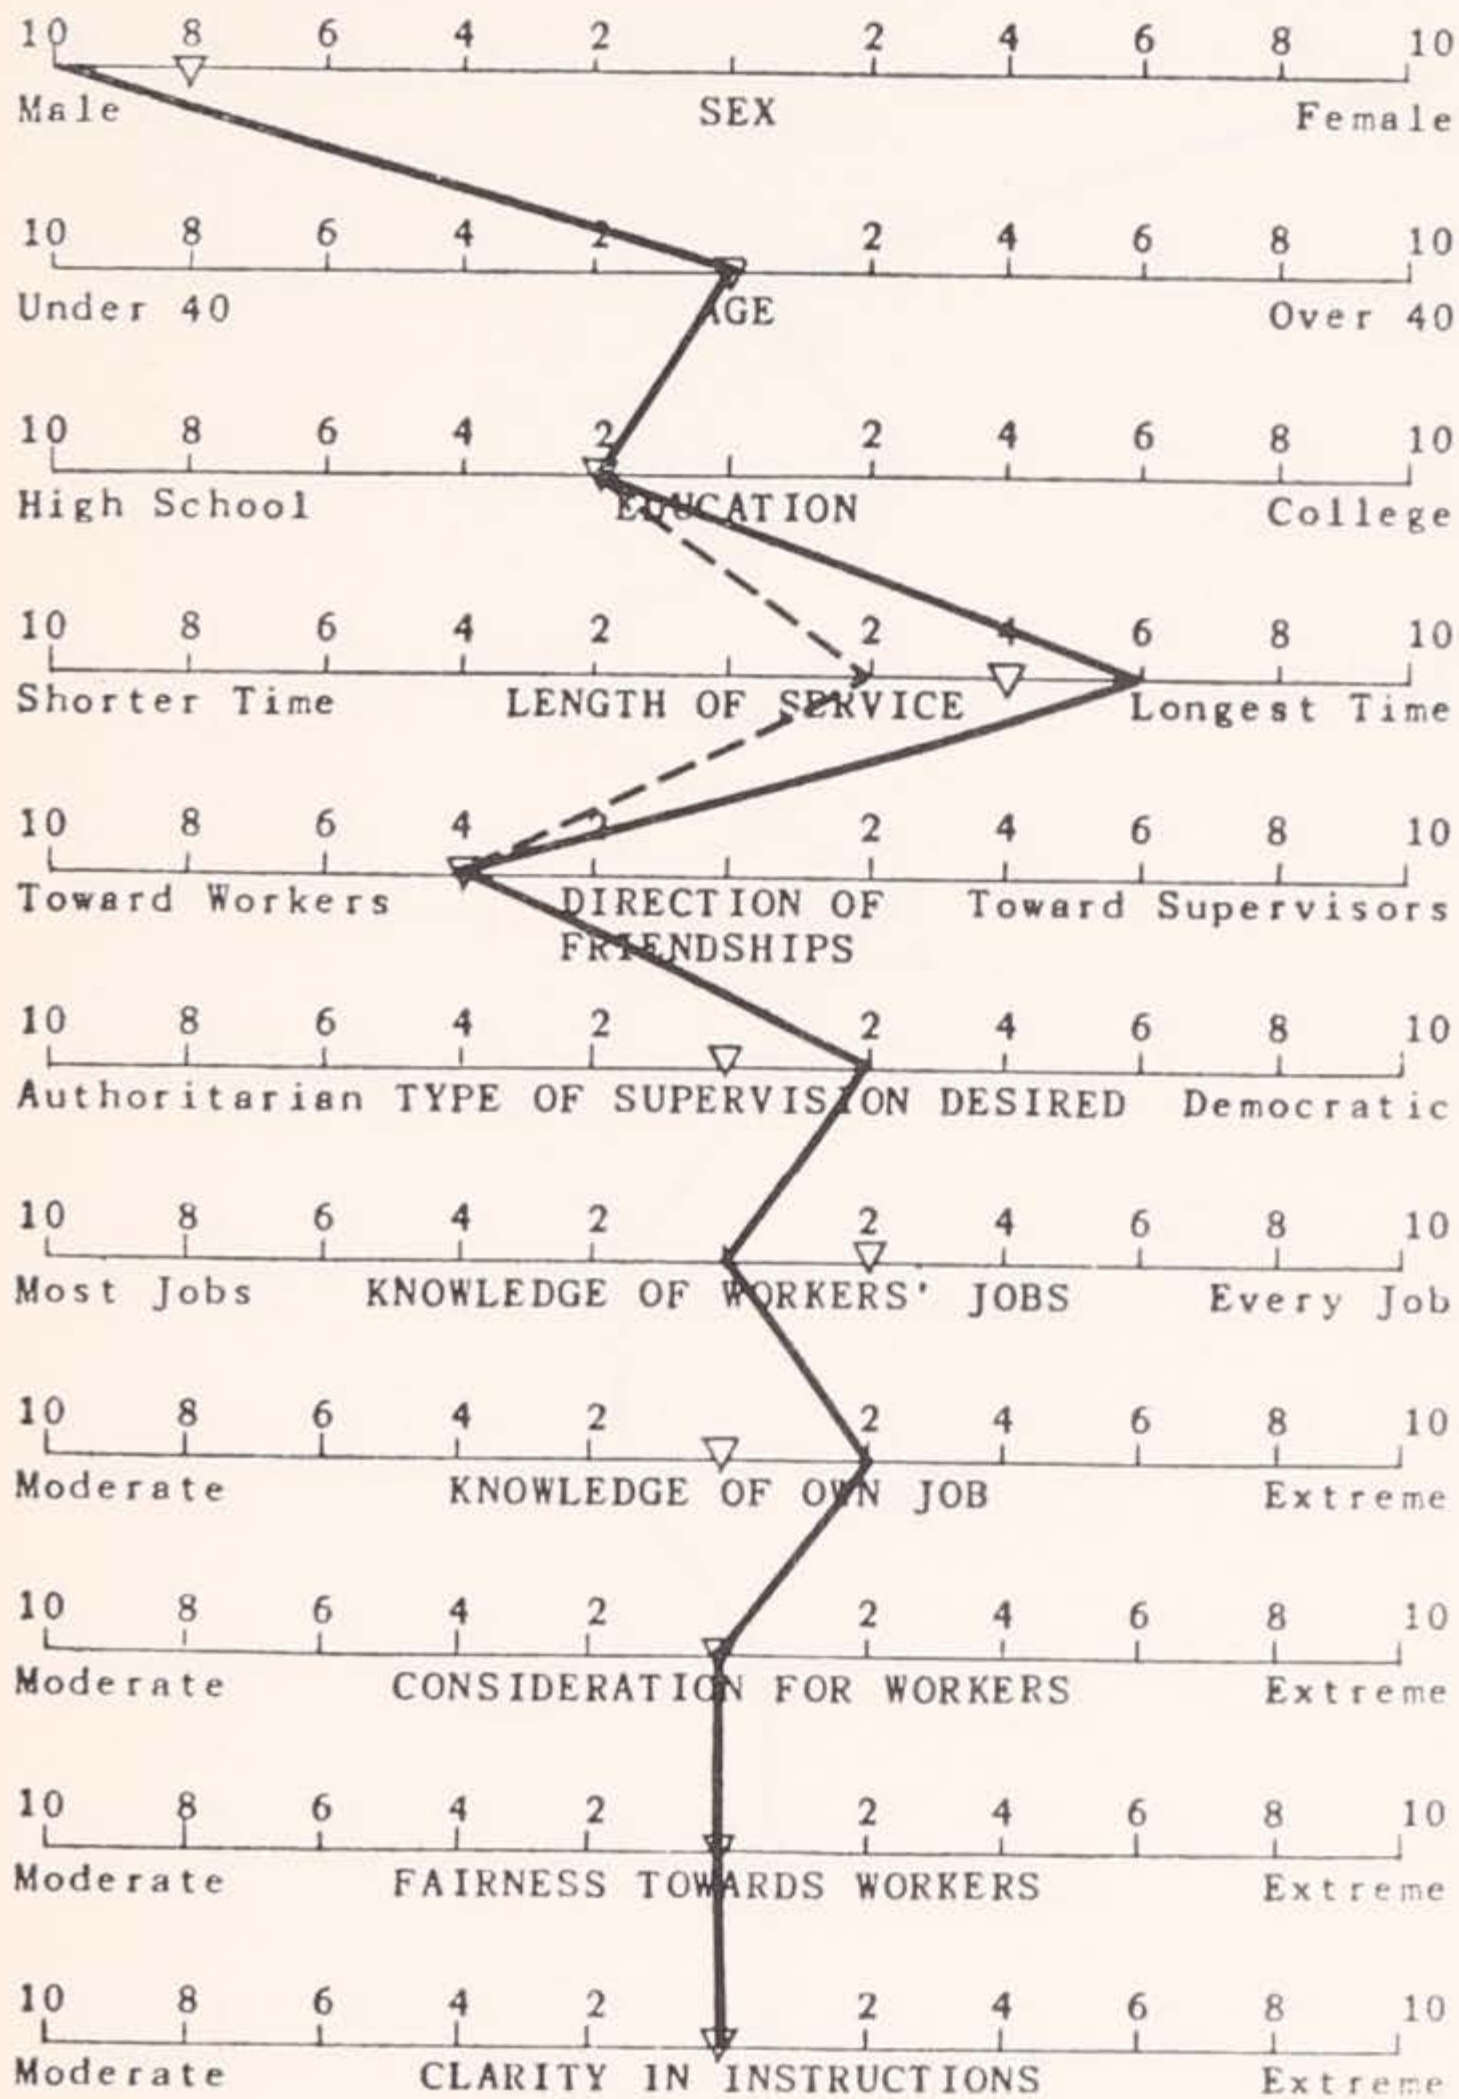 10 8 6 4 2 2 4 6 8 10
Male SEX Female
10 8 6 4 2 2 4 6 8 10
Under 40 AGE Over 40
10 8 6 4 2 2 4 6 8 10
High School EDUCATION College
10 8 6 4 2 2 4 6 8 10
Shorter Time LENGTH OF SERVICE Longest Time
10 8 6 4 2 2 4 6 8 10
Toward Workers DIRECTION OF Toward Supervisors
FRIENDSHIPS
10 8 6 4 2 2 4 6 8 10
Authoritarian TYPE OF SUPERVISION DESIRED Democratic
10 8 6 4 2 2 4 6 8 10
Most Jobs KNOWLEDGE OF WORKERS' JOBS Every Job
10 8 6 4 2 2 4 6 8 10
Moderate KNOWLEDGE OF OWN JOB Extreme
10 8 6 4 2 2 4 6 8 10
Moderate CONSIDERATION FOR WORKERS Extreme
10 8 6 4 2 2 4 6 8 10
Moderate FAIRNESS TOWARDS WORKERS Extreme
10 8 6 4 2 2 4 6 8 10
Moderate CLARITY IN INSTRUCTIONS Extreme